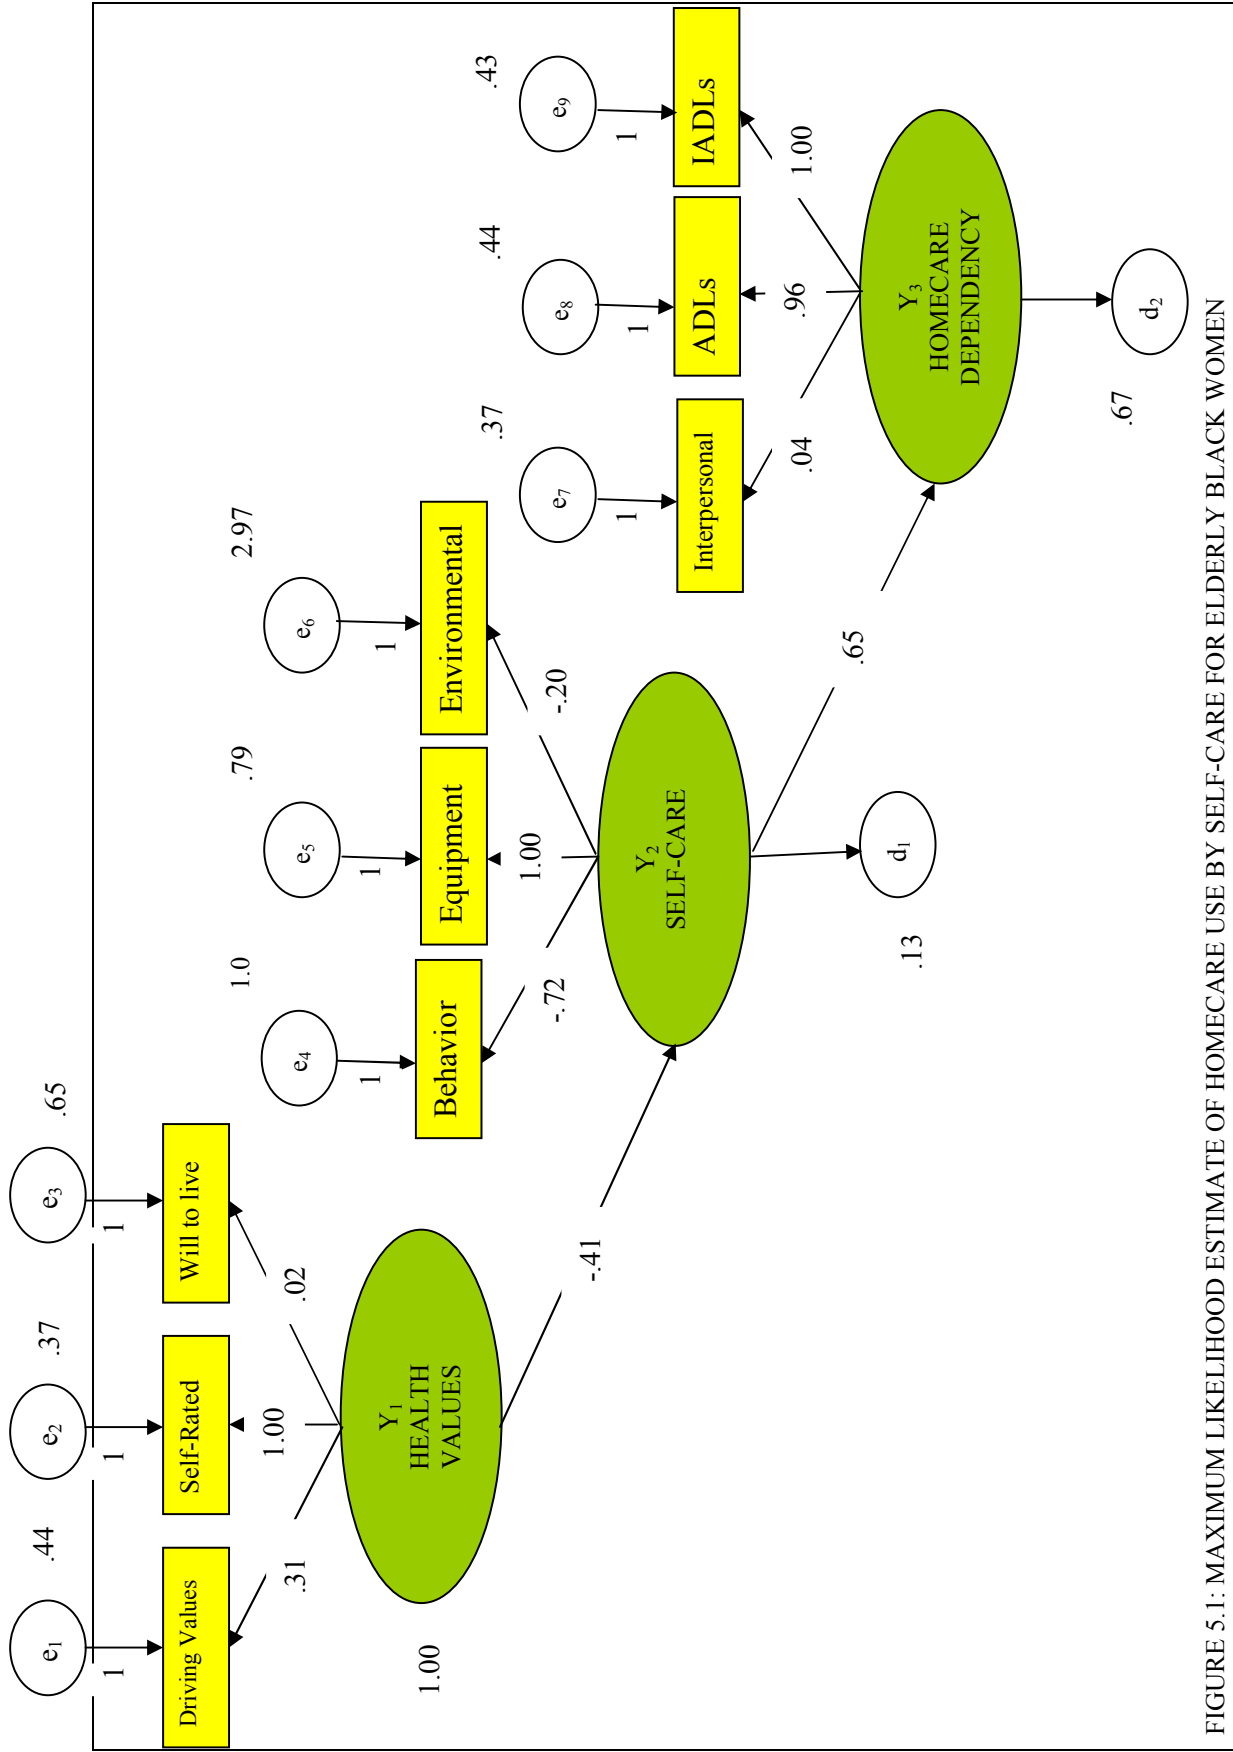 e1
.44
e2
.37
e3
.65
1
1
1
Driving Values
Self-Rated
Will to live
.31
1.00
.02
Y1
HEALTH
VALUES
1.00
-.41
e4
1.0
e5
.79
e6
2.97
1
1
1
Behavior
Equipment
Environmental
-.72
1.00
-.20
Y2
SELF-CARE
.13
d1
.65
e7
.37
e8
.44
e9
.43
1
1
1
Interpersonal
ADLs
IADLs
.04
.96
1.00
Y3
HOMECARE
DEPENDENCY
.67
d2
FIGURE 5.1: MAXIMUM LIKELIHOOD ESTIMATE OF HOMECARE USE BY SELF-CARE FOR ELDERLY BLACK WOMEN